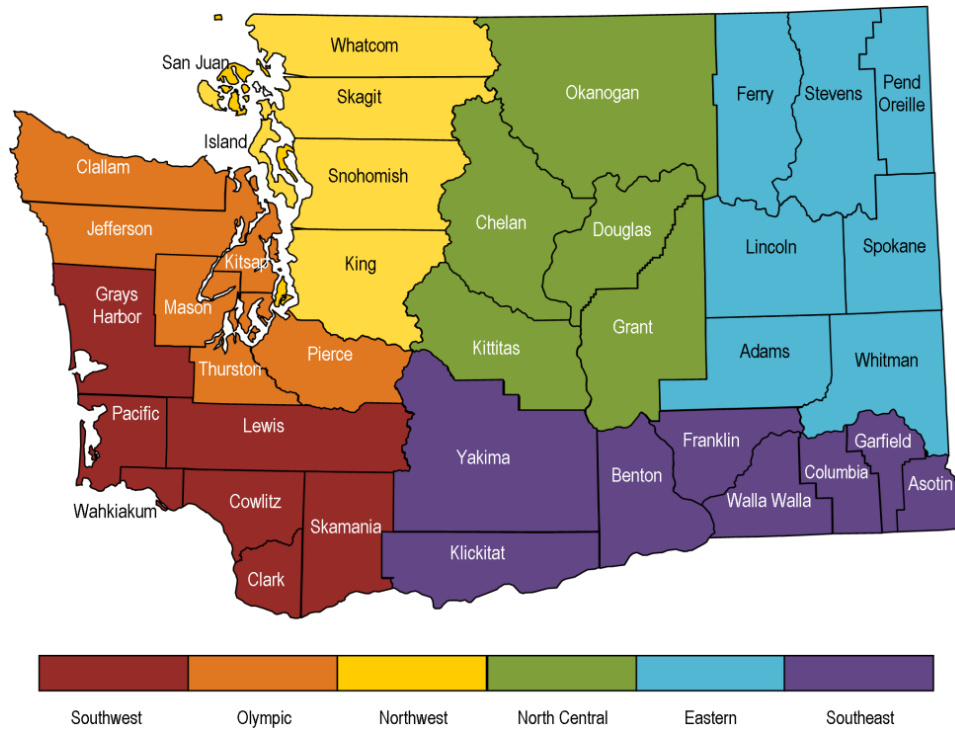 Whatcom
San Juan
Skagit
Okanogan
Ferry
Stevens
Pend
Oreille
Island
Clallam
Snohomish
Chelan
Douglas
Jefferson
Lincoln
Spokane
Kitsap
King
Grays
Harbor
Mason
Grant
Kittitas
Pierce
Adams
Thurston
Whitman
Pacific
Lewis
Franklin
Garfield
Yakima
Benton
Columbia
Asotin
Walla Walla
Wahkiakum
Cowlitz
Skamania
Klickitat
Clark
Southwest
Olympic
Northwest
North Central
Eastern
Southeast